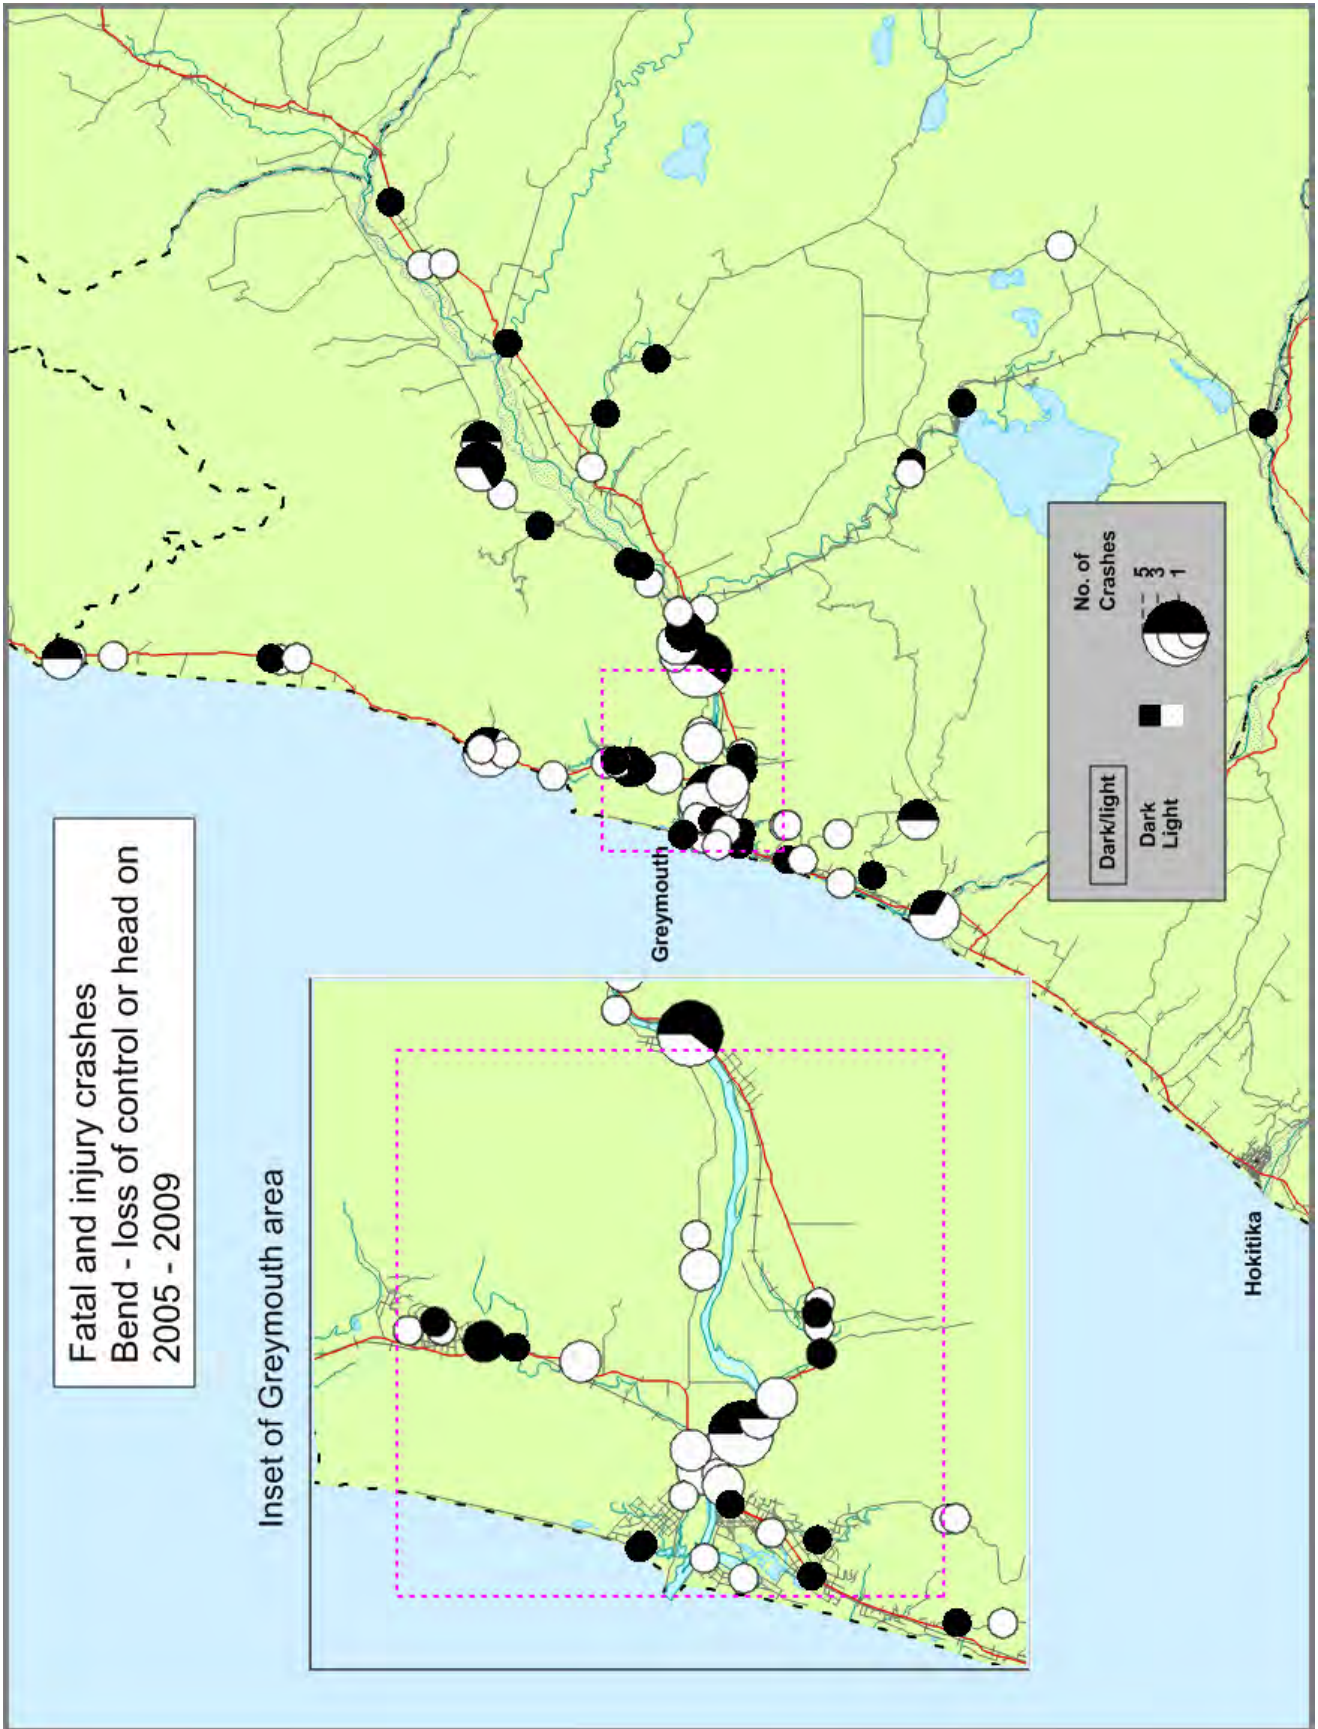 Fatal and injury crashes
Bend - loss of control or head on
2005 - 2009
Inset of Greymouth area
Greymouth
Hokitika
Dark/light
Dark
Light
No. of
Crashes
5
3
1